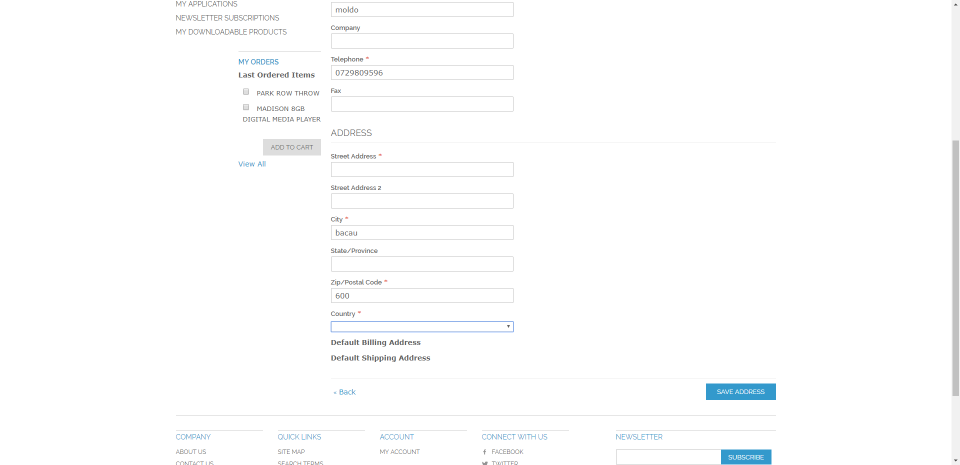 MY APPLICATIONS
NEWSLETTER SUBSCRIPTIONS
MY DOWNLOADABLE PRODUCTS
MY ORDERS
Last Ordered Items
PARK ROW THROW
MADISON 8GB
DIGITAL MEDIA PLAYER
ADD TO CART
View All
moldo
Company
Telephone *
0729809596
Fax
ADDRESS
Street Address *
Street Address 2
City *
bacau
State/Province
Zip/Postal Code *
600
Country *
Default Billing Address
Default Shipping Address
« Back
SAVE ADDRESS
COMPANY
ABOUT US
CONTACT US
QUICK LINKS
SITE MAP
SEARCH TERMS
ACCOUNT
MY ACCOUNT
CONNECT WITH US
FACEBOOK
TWITTER
NEWSLETTER
SUBSCRIBE